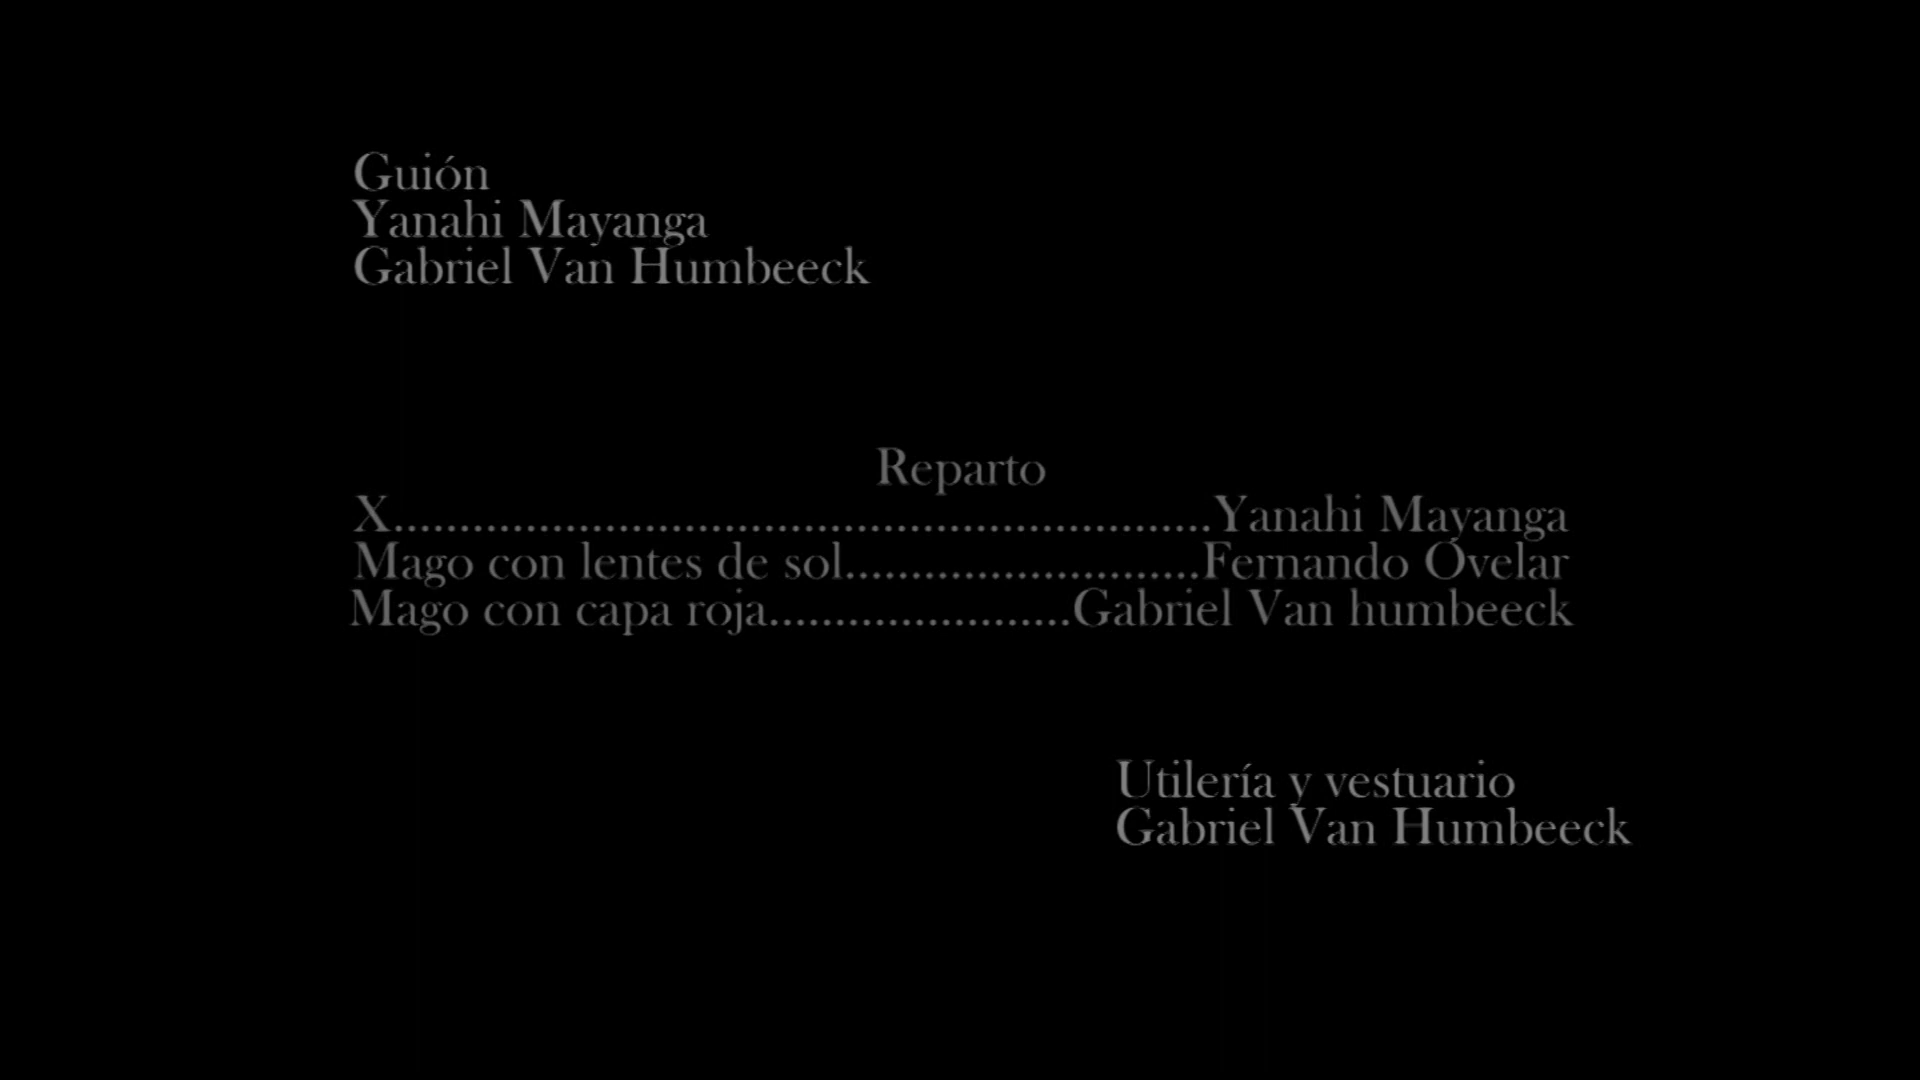 Guión
Yanahi Mayanga
Gabriel Van Humbeeck
Reparto
X...............................................................Yanahi Mayanga
Mago con lentes de sol...........................Fernando Ovelar
Mago con capa roja.......................Gabriel Van humbeeck
Utilería y vestuario
Gabriel Van Humbeeck